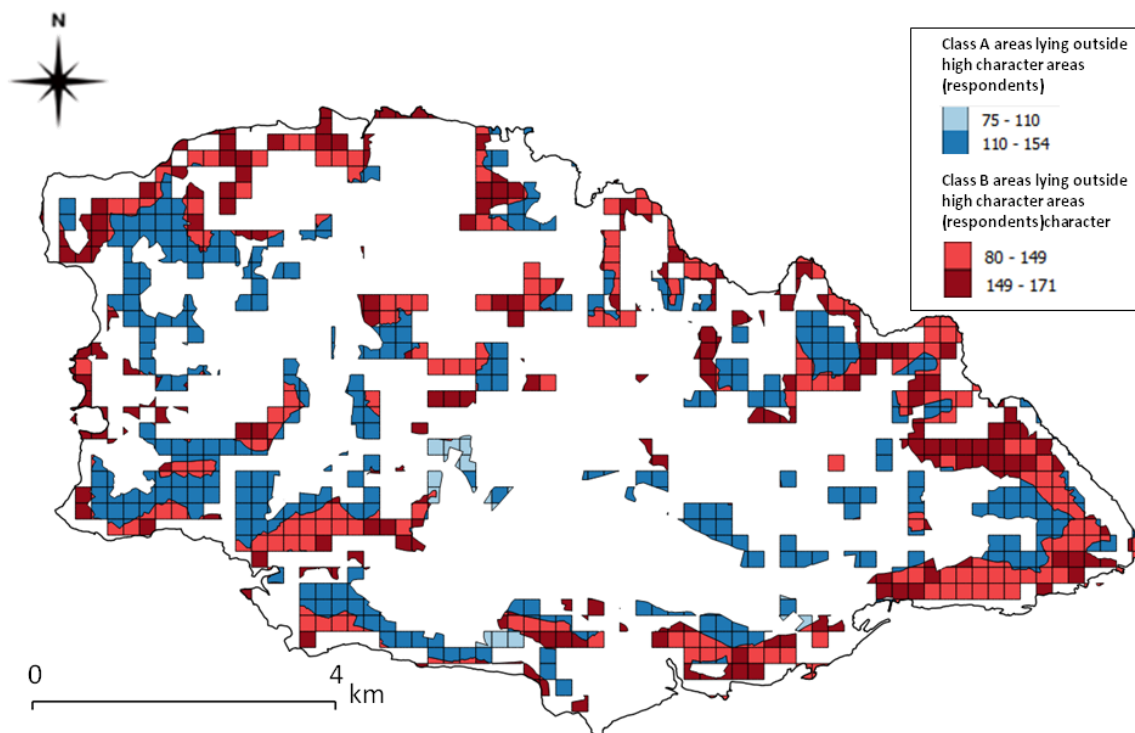 N
Class A areas lying outside
high character areas
(respondents)
75 - 110
110 - 154
Class B areas lying outside
high character areas
(respondents)character
80 - 149
149 - 171
0
4
km